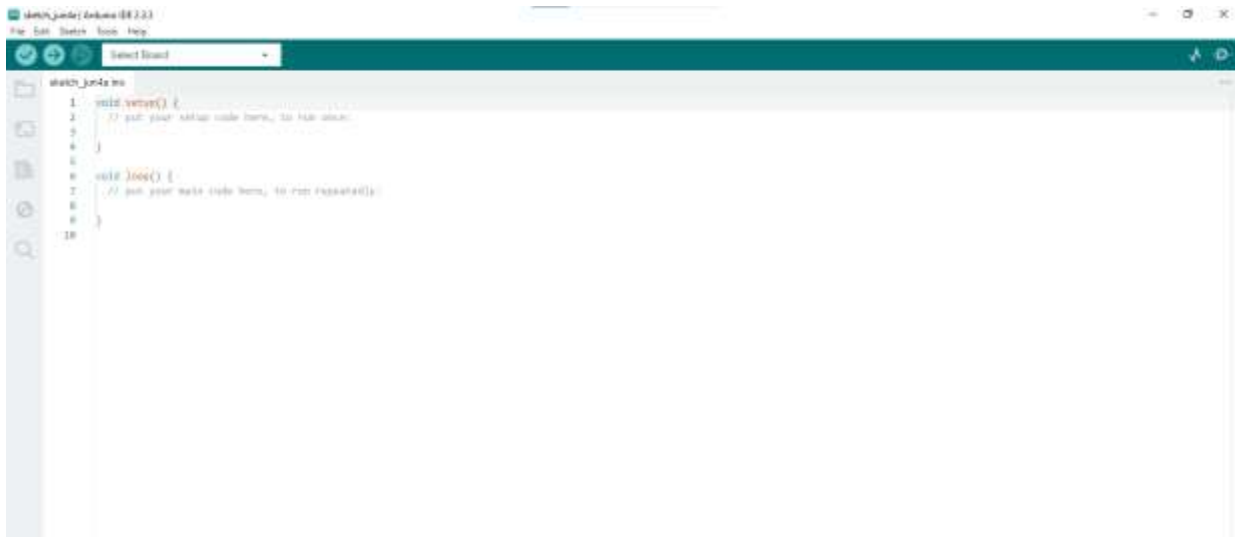 sketch_jun4a | Arduino IDE 2.3.3
File Edit Sketch Tools Help
Select Board
sketch_jun4a.ino
1 void setup() {
2 // put your setup code here, to run once:
3
4 }
5
6 void loop() {
7 // put your main code here, to run repeatedly:
8
9 }
10